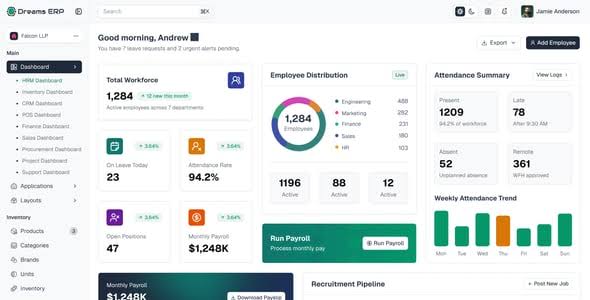 Dreams ERP
Search
⌘K
Jamie Anderson
Falcon LLP
Main
Dashboard
HRM Dashboard
Inventory Dashboard
CRM Dashboard
POS Dashboard
Finance Dashboard
Sales Dashboard
Procurement Dashboard
Project Dashboard
Support Dashboard
Applications
Layouts
Inventory
Products 3
Categories
Brands
Units
Inventory
Good morning, Andrew
You have 7 leave requests and 2 urgent alerts pending.
Export
Add Employee
Total Workforce
1,284 12 new this month
Active employees across 7 departments
3.64%
On Leave Today
23
3.64%
Attendance Rate
94.2%
3.64%
Open Positions
47
3.64%
Monthly Payroll
$1,248K
Employee Distribution
Live
1,284
Employees
Engineering 488
Marketing 282
Finance 231
Sales 180
HR 103
1196
Active
88
Active
12
Active
Run Payroll
Process monthly pay
Run Payroll
Attendance Summary
View Logs
Present
1209
94.2% of workforce
Late
78
After 9:30 AM
Absent
52
Unplanned absence
Remote
361
WFH approved
Weekly Attendance Trend
Mon Tue Wed Thu Fri Sat Sun
Monthly Payroll
$1,248K
Download Payslip
Recruitment Pipeline
+ Post New Job